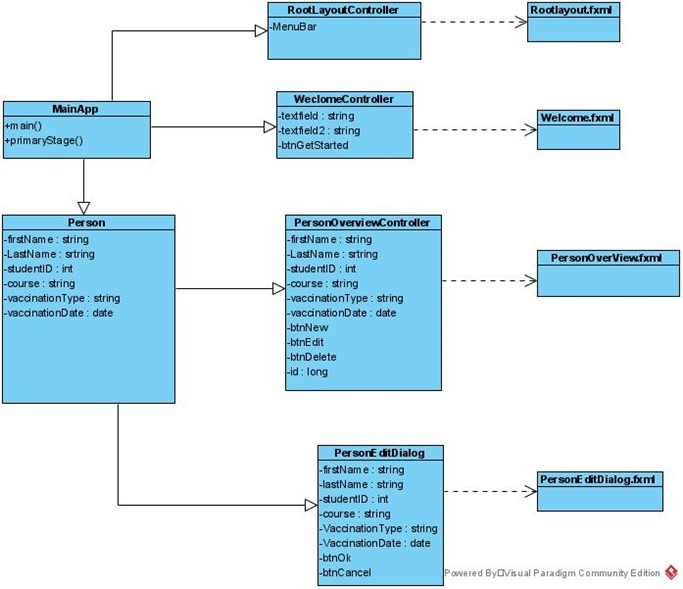 RootLayoutController
-MenuBar
Rootlayout.fxml
MainApp
+main()
+primaryStage()
WeclomeController
-textfield : string
-textfield2 : string
-btnGetStarted
Welcome.fxml
Person
-firstName : string
-LastName : srtring
-studentID : int
-course : string
-vaccinationType : string
-vaccinationDate : date
PersonOverviewController
-firstName : string
-LastName : srtring
-studentID : int
-course : string
-vaccinationType : string
-vaccinationDate : date
-btnNew
-btnEdit
-btnDelete
-id : long
PersonOverView.fxml
PersonEditDialog
-firstName : string
-lastName : string
-studentID : int
-course : string
-VaccinationType : string
-VaccinationDate : date
-btnOk
-btnCancel
PersonEditDialog.fxml
Powered By Visual Paradigm Community Edition